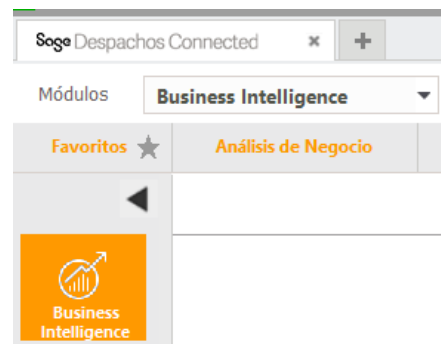 Sage Despachos Connected
Módulos Business Intelligence
Favoritos Análisis de Negocio
Business
Intelligence